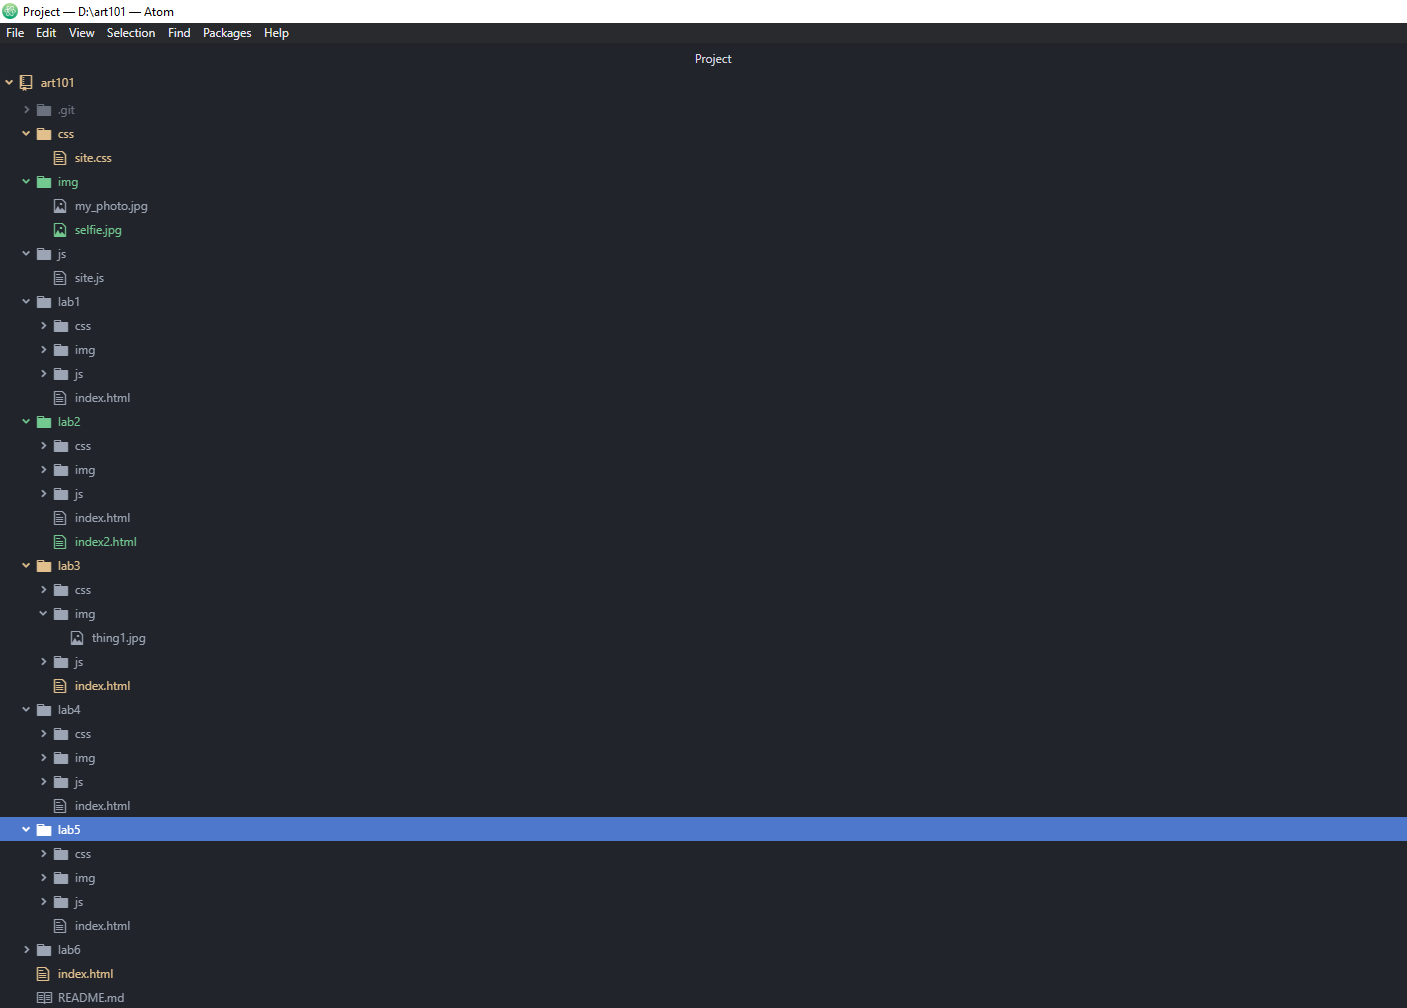 Project — D:\art101 — Atom
File Edit View Selection Find Packages Help
Project
art101
.git
css
site.css
img
my_photo.jpg
selfie.jpg
js
site.js
lab1
css
img
js
index.html
lab2
css
img
js
index.html
index2.html
lab3
css
img
thing1.jpg
js
index.html
lab4
css
img
js
index.html
lab5
css
img
js
index.html
lab6
index.html
README.md